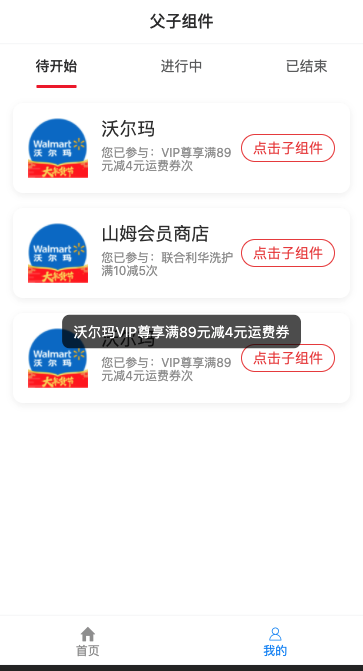 父子组件
待开始 进行中 已结束
Walmart
沃尔玛
大牌货节
沃尔玛
您已参与：VIP尊享满89
元减4元运费券次
点击子组件
Walmart
沃尔玛
山姆会员商店
您已参与：联合利华洗护
满10减5次
点击子组件
沃尔玛VIP尊享满89元减4元运费券
Walmart
沃尔玛
沃尔玛
您已参与：VIP尊享满89
元减4元运费券次
点击子组件
首页 我的